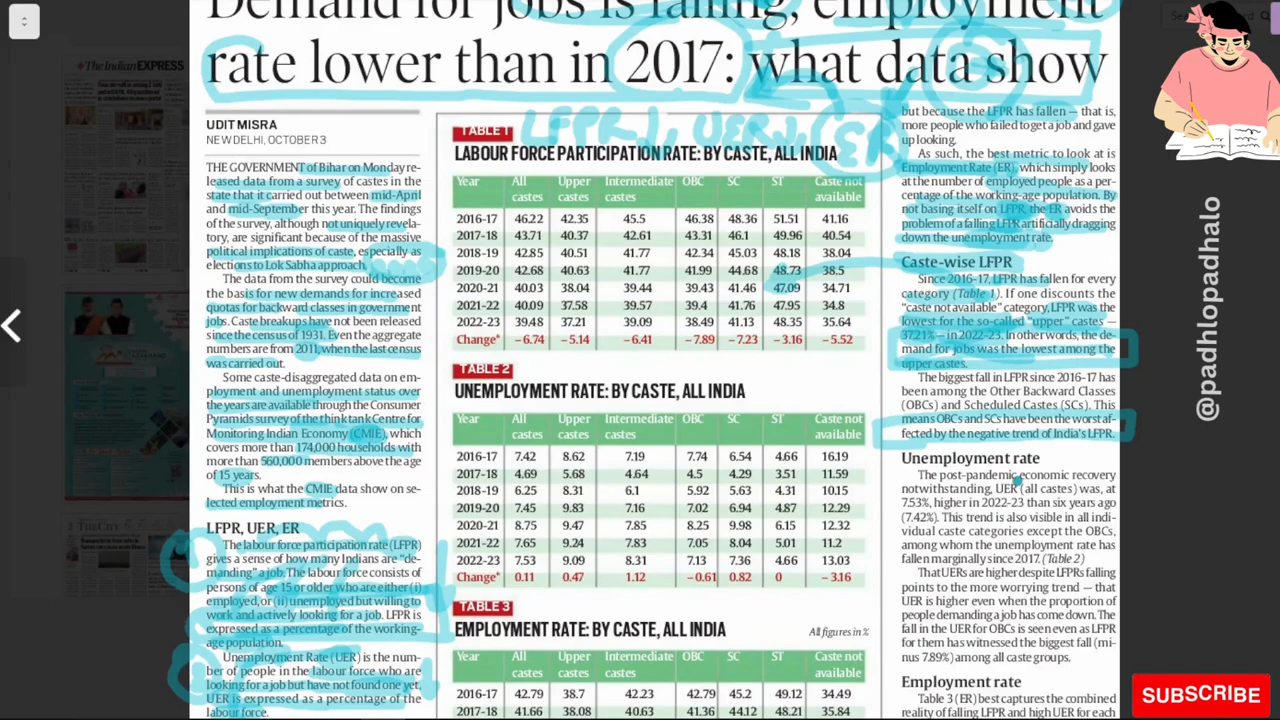 Demand for jobs is falling, employment
rate lower than in 2017: what data show
The Indian EXPRESS
UDIT MISRA
NEW DELHI, OCTOBER 3
THE GOVERNMENT of Bihar on Monday re-
leased data from a survey of castes in the
state that it carried out between mid-April
and mid-September this year. The findings
of the survey, although not uniquely revela-
tory, are significant because of the massive
political implications of caste, especially as
elections to Lok Sabha approach.
The data from the survey could become
the basis for new demands for increased
quotas for backward classes in government
jobs. Caste breakups have not been released
since the census of 1931. Even the aggregate
numbers are from 2011, when the last census
was carried out.
Some caste-disaggregated data on em-
ployment and unemployment status over
the years are available through the Consumer
Pyramids survey of the think tank Centre for
Monitoring Indian Economy (CMIE), which
covers more than 174,000 households with
more than 560,000 members above the age
of 15 years.
This is what the CMIE data show on se-
lected employment metrics.
LFPR, UER, ER
The labour force participation rate (LFPR)
gives a sense of how many Indians are "de-
manding" a job. The labour force consists of
persons of age 15 or older who are either (i)
employed, or (ii) unemployed but willing to
work and actively looking for a job. LFPR is
expressed as a percentage of the working-
age population.
Unemployment Rate (UER) is the num-
ber of people in the labour force who are
looking for a job but have not found one yet.
UER is expressed as a percentage of the
labour force.
LFPR↓ UER↓ (ER)
TABLE 1
LABOUR FORCE PARTICIPATION RATE: BY CASTE, ALL INDIA
Year All castes Upper castes Intermediate castes OBC SC ST Caste not available
2016-17 46.22 42.35 45.5 46.38 48.36 51.51 41.16
2017-18 43.71 40.37 42.61 43.31 46.1 49.96 40.54
2018-19 42.85 40.51 41.77 42.34 45.03 48.18 38.04
2019-20 42.68 40.63 41.77 41.99 44.68 48.73 38.5
2020-21 40.03 38.04 39.44 39.43 41.46 47.09 34.71
2021-22 40.09 37.58 39.57 39.4 41.76 47.95 34.8
2022-23 39.48 37.21 39.09 38.49 41.13 48.35 35.64
Change* – 6.74 – 5.14 – 6.41 – 7.89 – 7.23 – 3.16 – 5.52
TABLE 2
UNEMPLOYMENT RATE: BY CASTE, ALL INDIA
Year All castes Upper castes Intermediate castes OBC SC ST Caste not available
2016-17 7.42 8.62 7.19 7.74 6.54 4.66 16.19
2017-18 4.69 5.68 4.64 4.5 4.29 3.51 11.59
2018-19 6.25 8.31 6.1 5.92 5.63 4.31 10.15
2019-20 7.45 9.83 7.16 7.02 6.94 4.87 12.29
2020-21 8.75 9.47 7.85 8.25 9.98 6.15 12.32
2021-22 7.65 9.24 7.83 7.05 8.04 5.01 11.2
2022-23 7.53 9.09 8.31 7.13 7.36 4.66 13.03
Change* 0.11 0.47 1.12 – 0.61 0.82 0 – 3.16
TABLE 3
EMPLOYMENT RATE: BY CASTE, ALL INDIA All figures in %
Year All castes Upper castes Intermediate castes OBC SC ST Caste not available
2016-17 42.79 38.7 42.23 42.79 45.2 49.12 34.49
2017-18 41.66 38.08 40.63 41.36 44.12 48.21 35.84
but because the LFPR has fallen — that is,
more people who failed to get a job and gave
up looking.
As such, the best metric to look at is
Employment Rate (ER), which simply looks
at the number of employed people as a per-
centage of the working-age population. By
not basing itself on LFPR, the ER avoids the
problem of a falling LFPR artificially dragging
down the unemployment rate.
Caste-wise LFPR
Since 2016-17, LFPR has fallen for every
category (Table 1). If one discounts the
"caste not available" category, LFPR was the
lowest for the so-called "upper" castes —
37.21% — in 2022-23. In other words, the de-
mand for jobs was the lowest among the
upper castes.
The biggest fall in LFPR since 2016-17 has
been among the Other Backward Classes
(OBCs) and Scheduled Castes (SCs). This
means OBCs and SCs have been the worst af-
fected by the negative trend of India's LFPR.
Unemployment rate
The post-pandemic economic recovery
notwithstanding, UER (all castes) was, at
7.53%, higher in 2022-23 than six years ago
(7.42%). This trend is also visible in all indi-
vidual caste categories except the OBCs,
among whom the unemployment rate has
fallen marginally since 2017. (Table 2)
That UERs are higher despite LFPRs falling
points to the more worrying trend — that
UER is higher even when the proportion of
people demanding a job has come down. The
fall in the UER for OBCs is seen even as LFPR
for them has witnessed the biggest fall (mi-
nus 7.89%) among all caste groups.
Employment rate
Table 3 (ER) best captures the combined
reality of falling LFPR and high UER for each
@padhlopadhalo
SUBSCRIBE